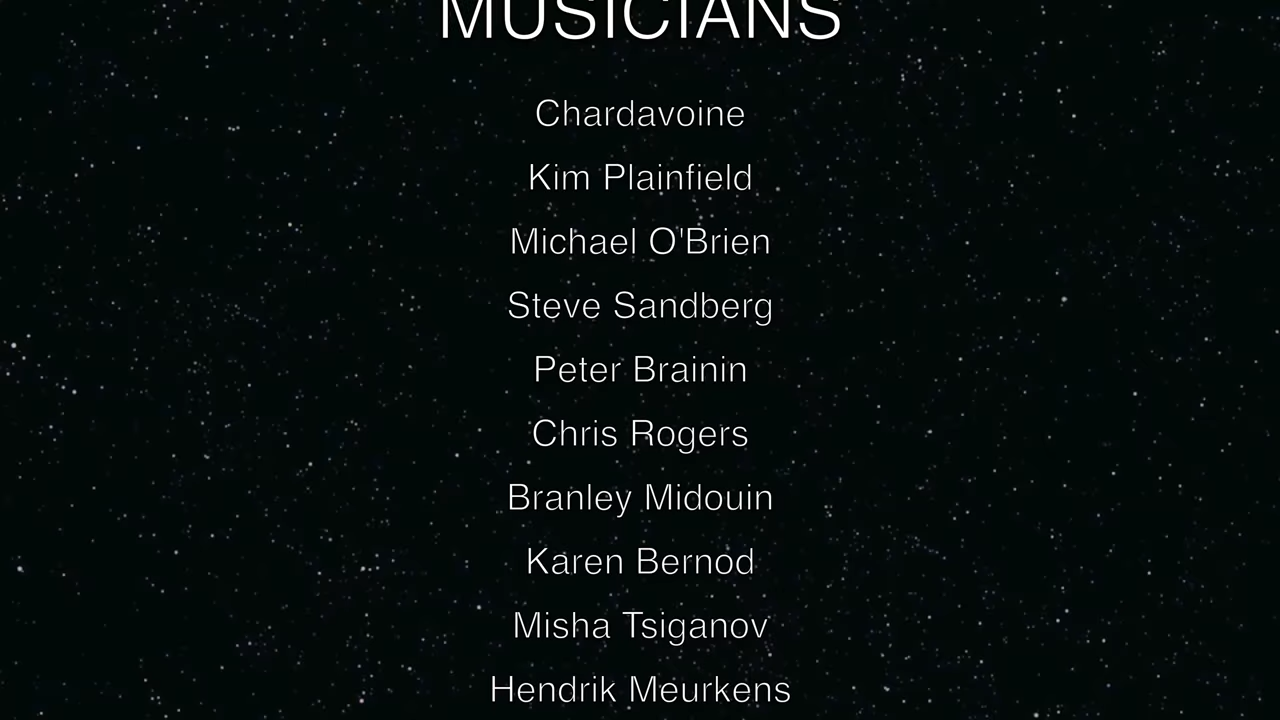 MUSICIANS
Chardavoine
Kim Plainfield
Michael O'Brien
Steve Sandberg
Peter Brainin
Chris Rogers
Branley Midouin
Karen Bernod
Misha Tsiganov
Hendrik Meurkens